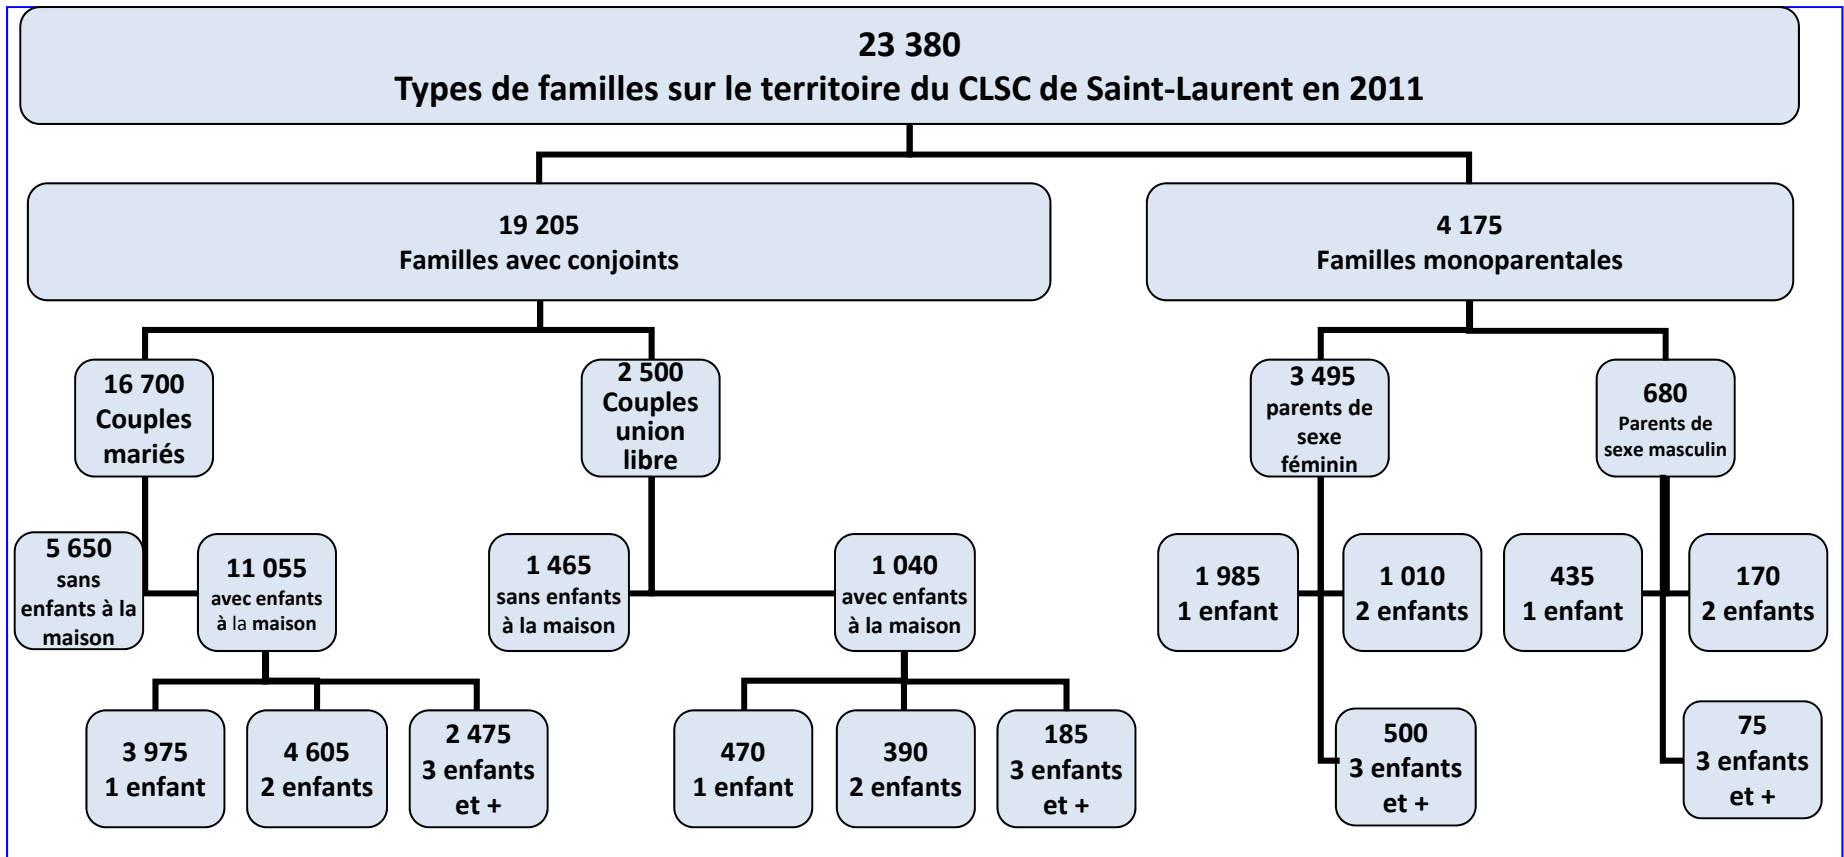 23 380
Types de familles sur le territoire du CLSC de Saint-Laurent en 2011
19 205
Familles avec conjoints
4 175
Familles monoparentales
16 700
Couples
mariés
2 500
Couples
union
libre
3 495
parents de
sexe
féminin
680
Parents de
sexe masculin
5 650
sans
enfants à la
maison
11 055
avec enfants
à la maison
1 465
sans enfants
à la maison
1 040
avec enfants
à la maison
1 985
1 enfant
1 010
2 enfants
435
1 enfant
170
2 enfants
3 975
1 enfant
4 605
2 enfants
2 475
3 enfants
et +
470
1 enfant
390
2 enfants
185
3 enfants
et +
500
3 enfants
et +
75
3 enfants
et +